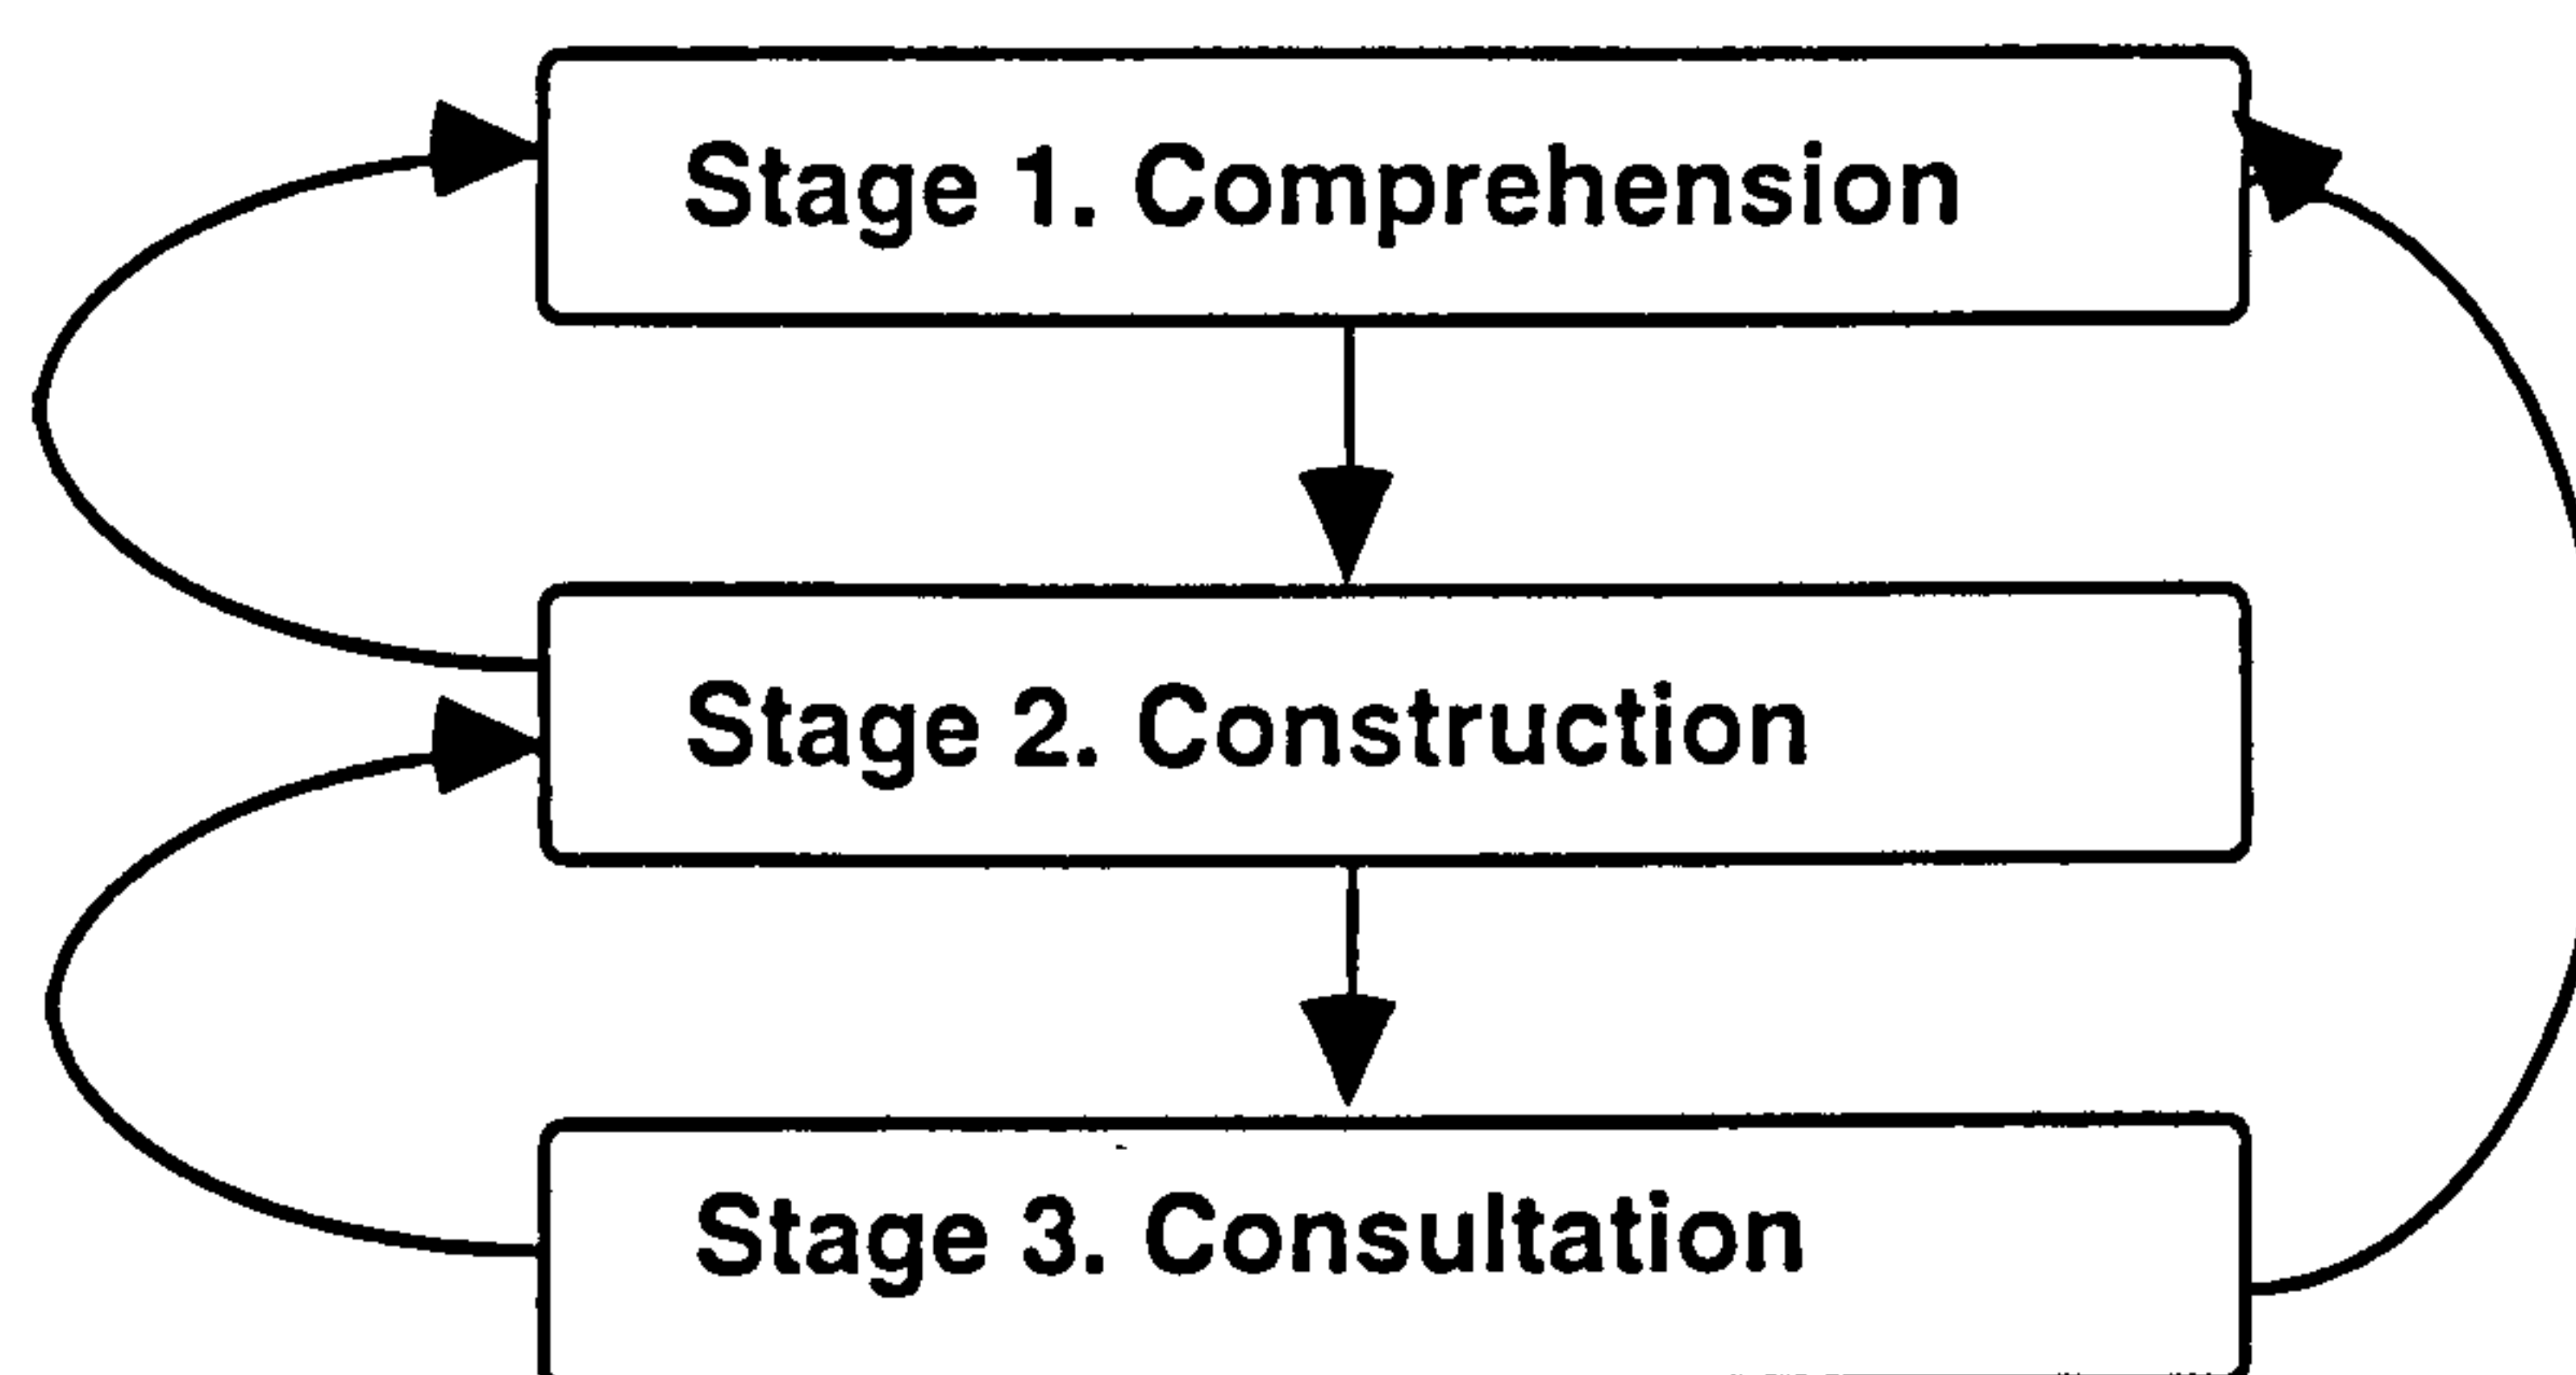 Stage 1. Comprehension
Stage 2. Construction
Stage 3. Consultation